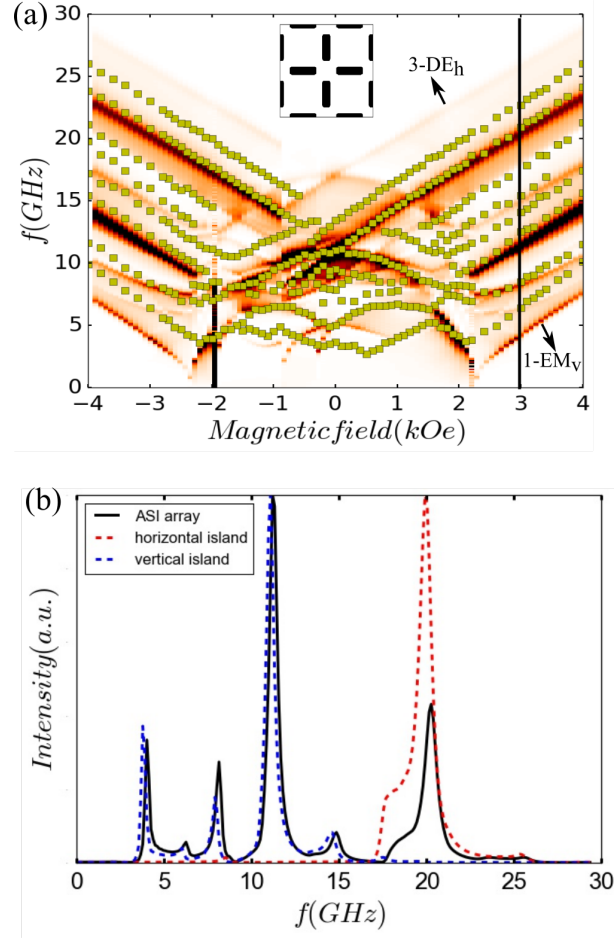 (a)
30
25
20
15
10
5
0
f(GHz)
3-DEh
1-EMv
−4 −3 −2 −1 0 1 2 3 4
Magneticfield(kOe)
(b)
ASI array
horizontal island
vertical island
Intensity(a.u.)
0 5 10 15 20 25 30
f(GHz)